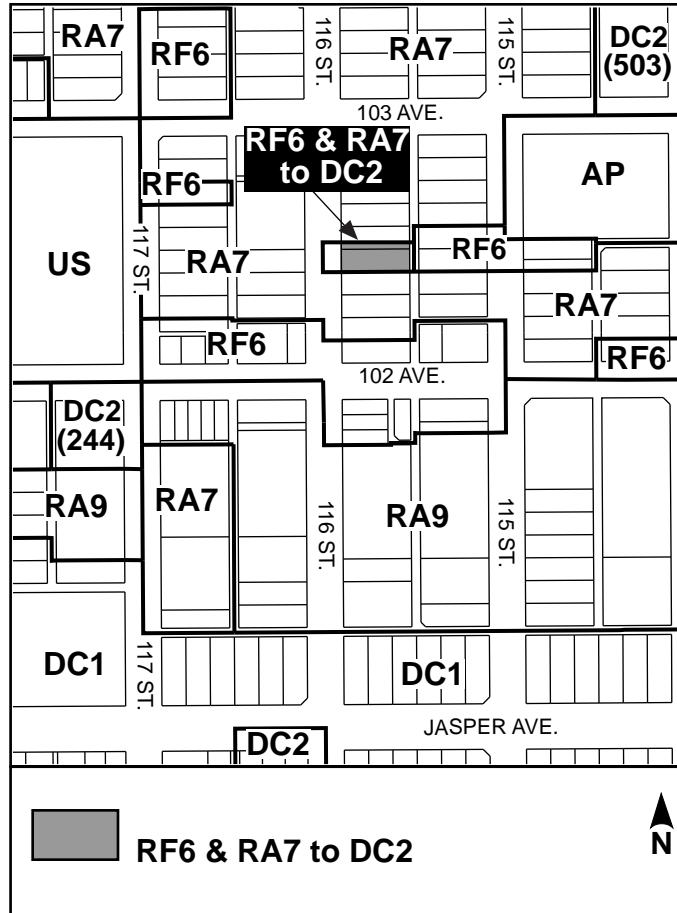 RA7
RF6
116 ST.
RA7
115 ST.
DC2
(503)
103 AVE.
RF6 & RA7
to DC2
RF6
AP
US
117 ST.
RA7
RF6
RA7
RF6
RF6
102 AVE.
DC2
(244)
RA9
RA7
116 ST.
RA9
115 ST.
DC1
117 ST.
DC1
JASPER AVE.
DC2
RF6 & RA7 to DC2
N